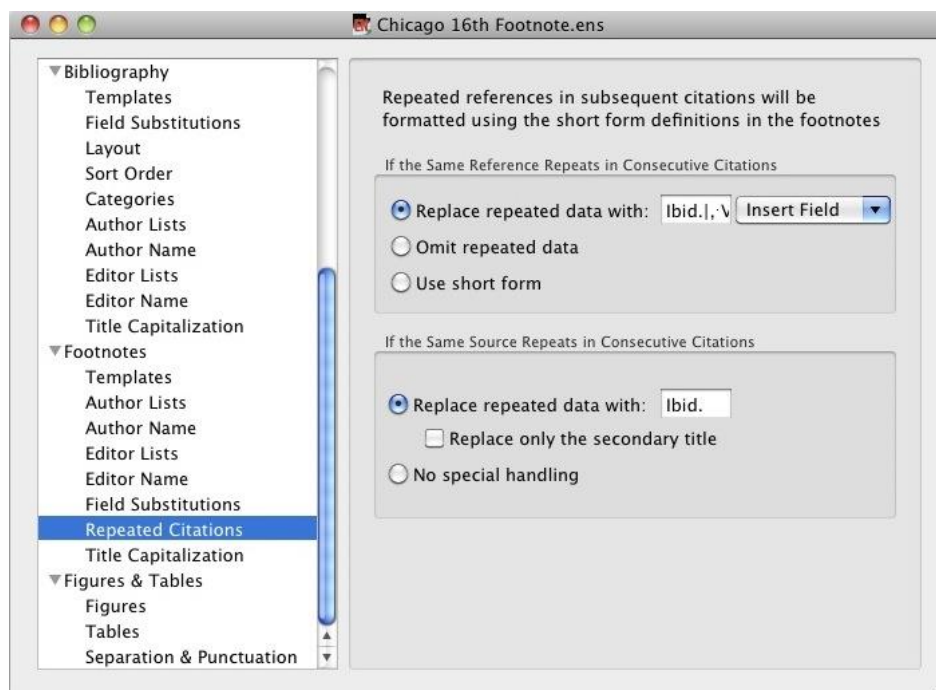 Chicago 16th Footnote.ens
Bibliography
Templates
Field Substitutions
Layout
Sort Order
Categories
Author Lists
Author Name
Editor Lists
Editor Name
Title Capitalization
Footnotes
Templates
Author Lists
Author Name
Editor Lists
Editor Name
Field Substitutions
Repeated Citations
Title Capitalization
Figures & Tables
Figures
Tables
Separation & Punctuation
Repeated references in subsequent citations will be
formatted using the short form definitions in the footnotes
If the Same Reference Repeats in Consecutive Citations
Replace repeated data with: Ibid.|,·V Insert Field
Omit repeated data
Use short form
If the Same Source Repeats in Consecutive Citations
Replace repeated data with: Ibid.
Replace only the secondary title
No special handling